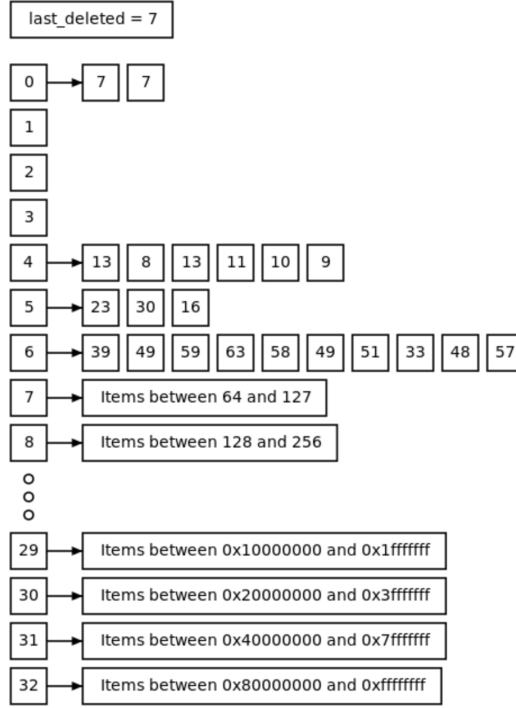 last_deleted = 7
0 7 7
1
2
3
4 13 8 13 11 10 9
5 23 30 16
6 39 49 59 63 58 49 51 33 48 57
7 Items between 64 and 127
8 Items between 128 and 256
29 Items between 0x10000000 and 0x1fffffff
30 Items between 0x20000000 and 0x3fffffff
31 Items between 0x40000000 and 0x7fffffff
32 Items between 0x80000000 and 0xffffffff